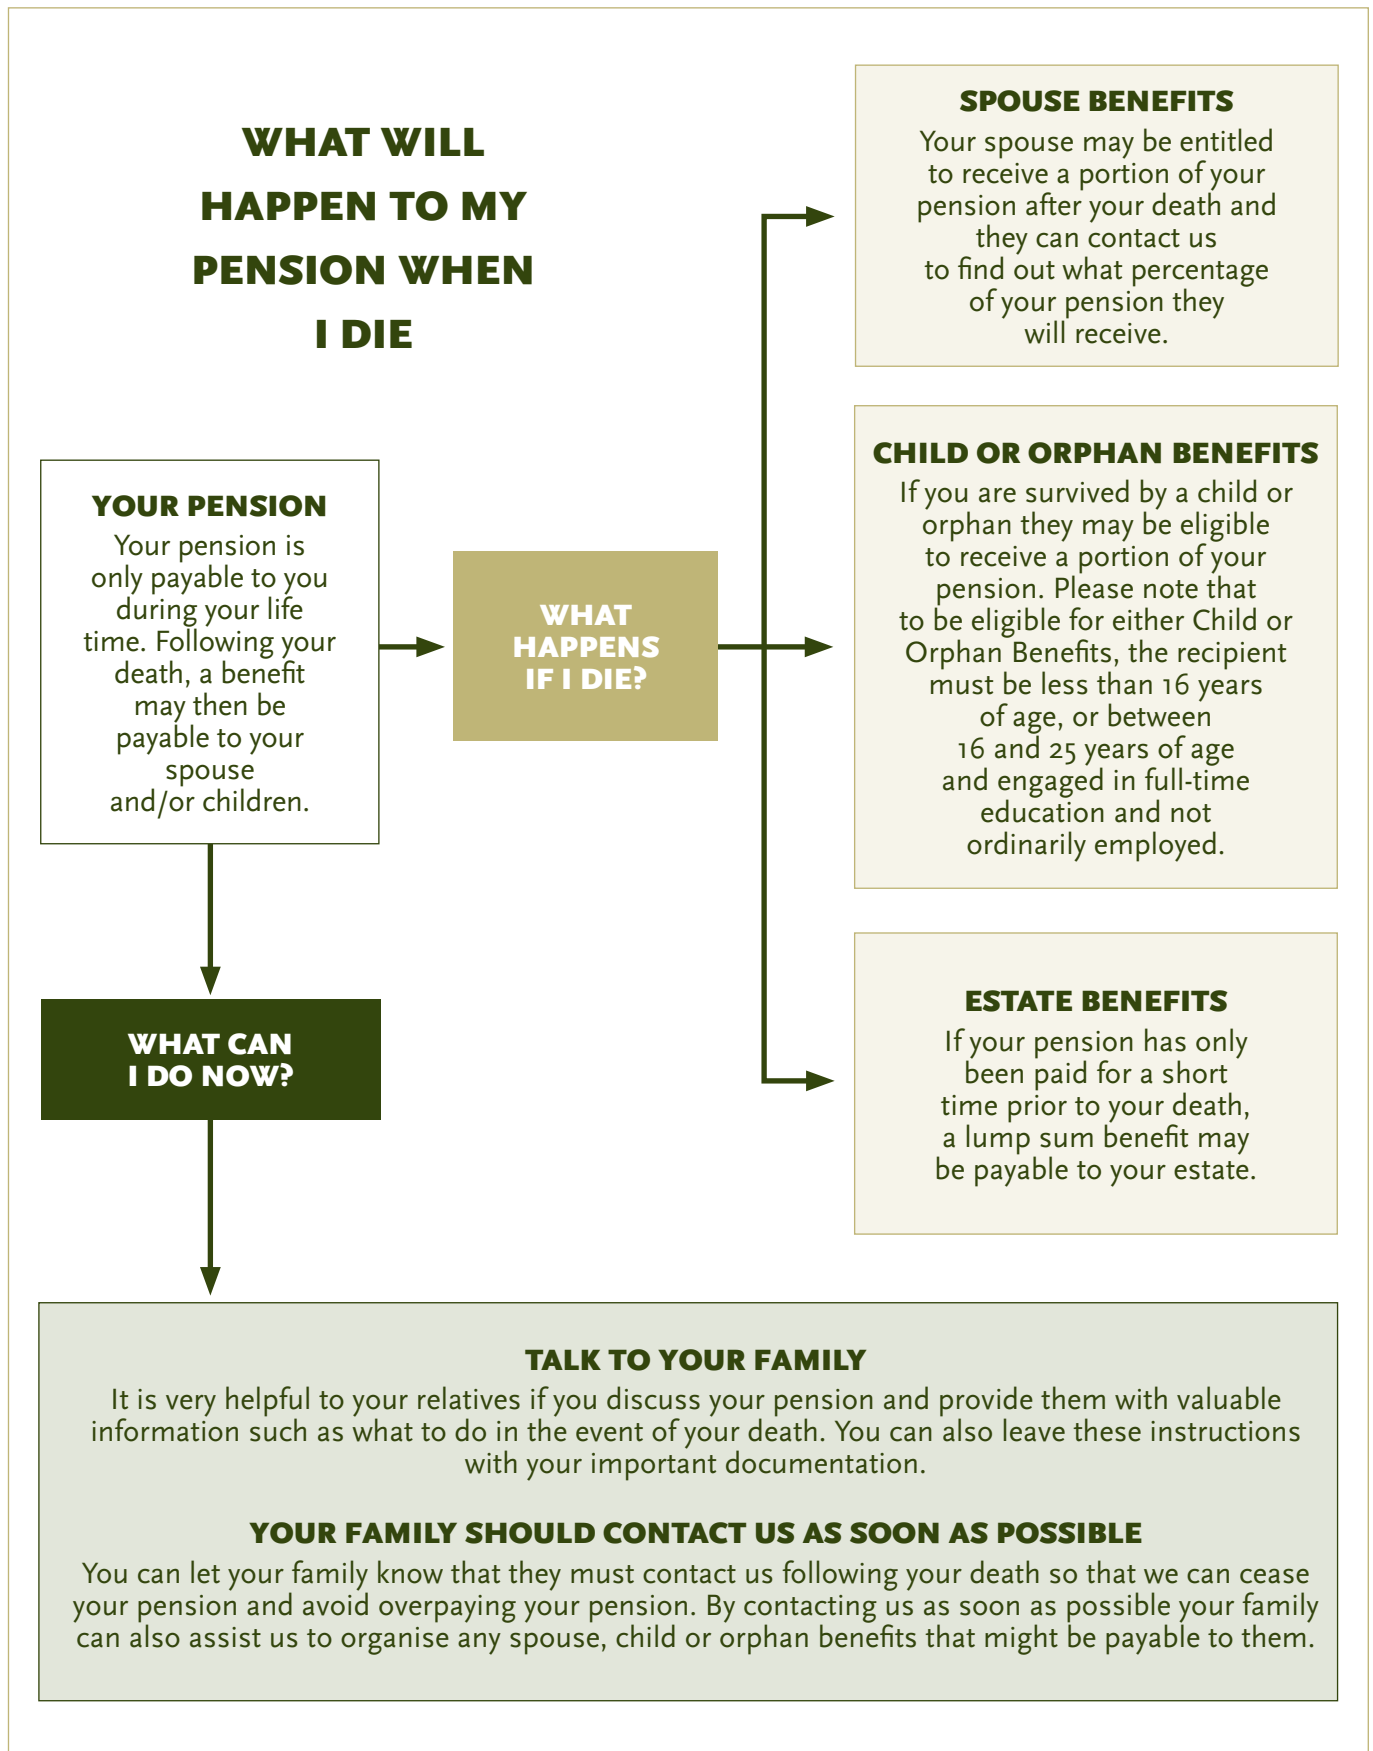 WHAT WILL
HAPPEN TO MY
PENSION WHEN
I DIE
YOUR PENSION
Your pension is
only payable to you
during your life
time. Following your
death, a benefit
may then be
payable to your
spouse
and/or children.
WHAT
HAPPENS
IF I DIE?
SPOUSE BENEFITS
Your spouse may be entitled
to receive a portion of your
pension after your death and
they can contact us
to find out what percentage
of your pension they
will receive.
CHILD OR ORPHAN BENEFITS
If you are survived by a child or
orphan they may be eligible
to receive a portion of your
pension. Please note that
to be eligible for either Child or
Orphan Benefits, the recipient
must be less than 16 years
of age, or between
16 and 25 years of age
and engaged in full-time
education and not
ordinarily employed.
ESTATE BENEFITS
If your pension has only
been paid for a short
time prior to your death,
a lump sum benefit may
be payable to your estate.
WHAT CAN
I DO NOW?
TALK TO YOUR FAMILY
It is very helpful to your relatives if you discuss your pension and provide them with valuable
information such as what to do in the event of your death. You can also leave these instructions
with your important documentation.
YOUR FAMILY SHOULD CONTACT US AS SOON AS POSSIBLE
You can let your family know that they must contact us following your death so that we can cease
your pension and avoid overpaying your pension. By contacting us as soon as possible your family
can also assist us to organise any spouse, child or orphan benefits that might be payable to them.